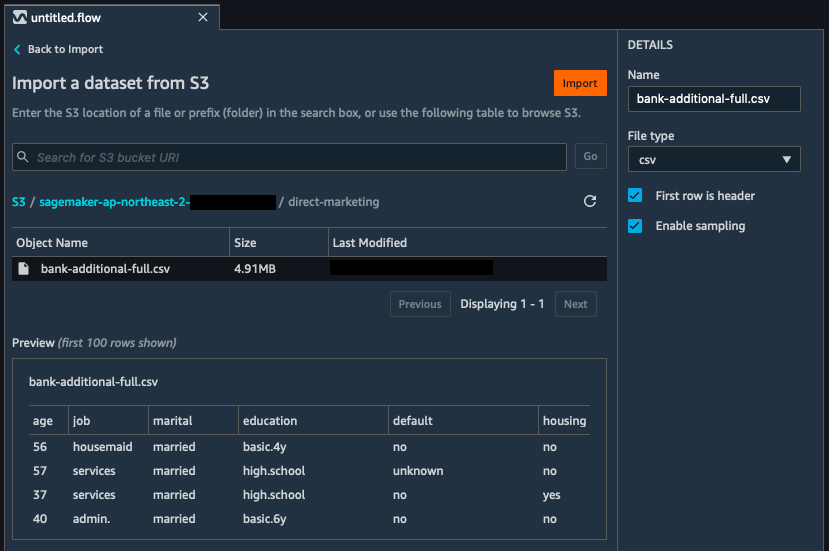 untitled.flow
Back to Import
Import a dataset from S3
Import
Enter the S3 location of a file or prefix (folder) in the search box, or use the following table to browse S3.
Search for S3 bucket URI
Go
S3 / sagemaker-ap-northeast-2- / direct-marketing
Object Name Size Last Modified
bank-additional-full.csv 4.91MB
Previous Displaying 1 - 1 Next
Preview (first 100 rows shown)
bank-additional-full.csv
age job marital education default housing
56 housemaid married basic.4y no no
57 services married high.school unknown no
37 services married high.school no yes
40 admin. married basic.6y no no
DETAILS
Name
bank-additional-full.csv
File type
csv
First row is header
Enable sampling